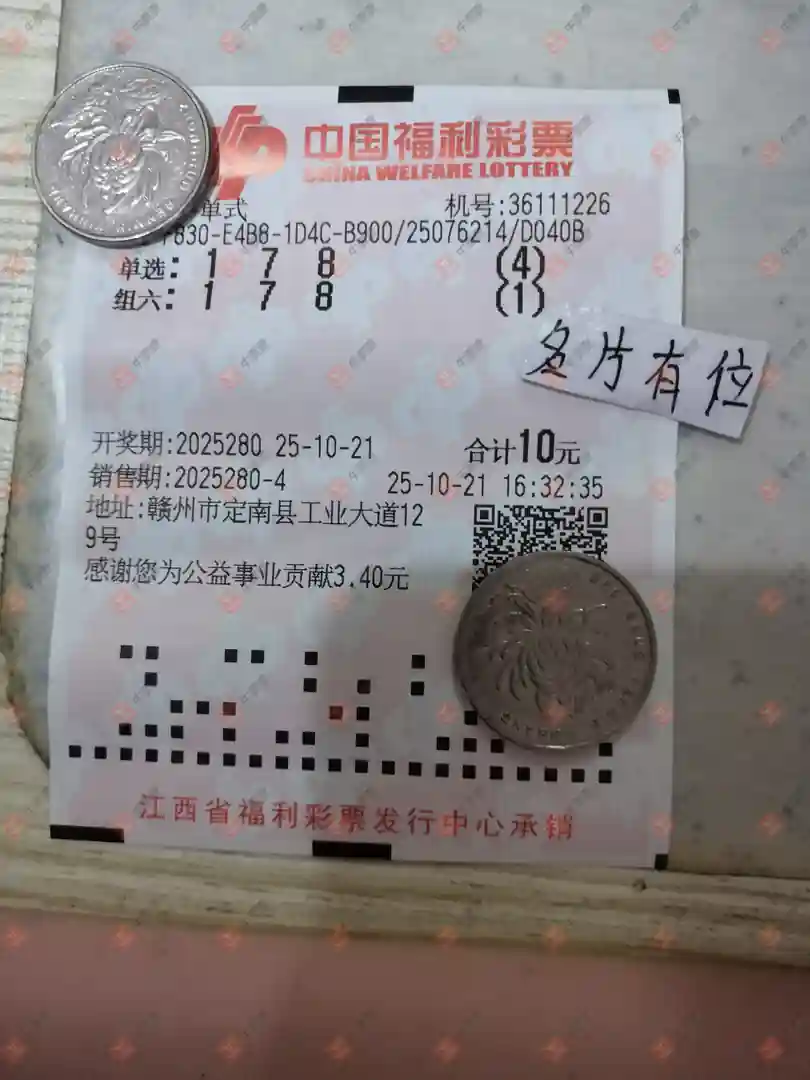 中国福利彩票
CHINA WELFARE LOTTERY
单式 机号:36111226
F830-E4B8-1D4C-B900/25076214/D040B
单选: 1 7 8 (4)
组六: 1 7 8 (1)
名片有位
开奖期:2025280 25-10-21 合计10元
销售期:2025280-4 25-10-21 16:32:35
地址:赣州市定南县工业大道12
9号
感谢您为公益事业贡献3.40元
江西省福利彩票发行中心承销